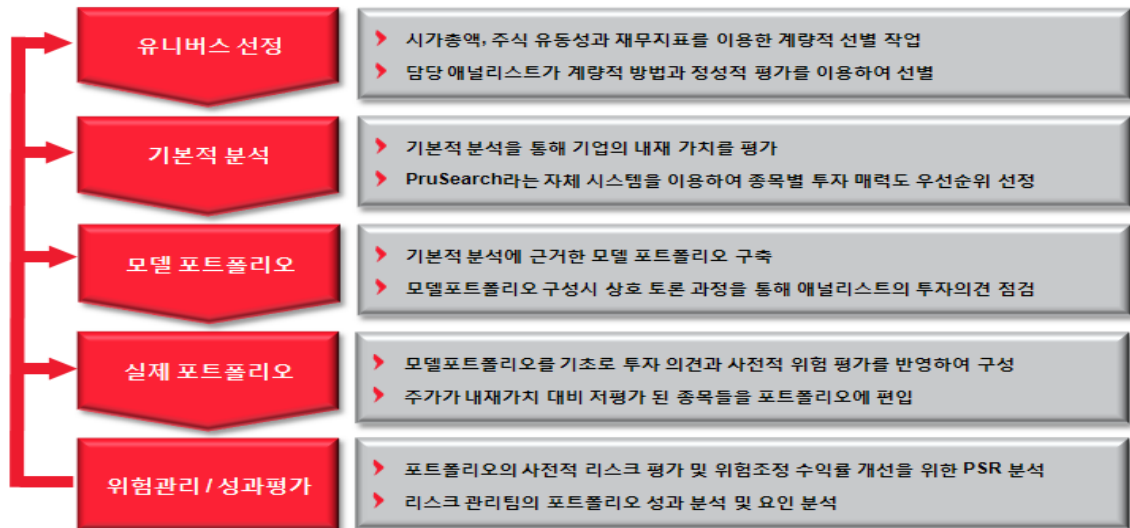 유니버스 선정
시가총액, 주식 유동성과 재무지표를 이용한 계량적 선별 작업
담당 애널리스트가 계량적 방법과 정성적 평가를 이용하여 선별
기본적 분석
기본적 분석을 통해 기업의 내재 가치를 평가
PruSearch라는 자체 시스템을 이용하여 종목별 투자 매력도 우선순위 선정
모델 포트폴리오
기본적 분석에 근거한 모델 포트폴리오 구축
모델포트폴리오 구성시 상호 토론 과정을 통해 애널리스트의 투자의견 점검
실제 포트폴리오
모델포트폴리오를 기초로 투자 의견과 사전적 위험 평가를 반영하여 구성
주가가 내재가치 대비 저평가 된 종목들을 포트폴리오에 편입
위험관리 / 성과평가
포트폴리오의 사전적 리스크 평가 및 위험조정 수익률 개선을 위한 PSR 분석
리스크 관리팀의 포트폴리오 성과 분석 및 요인 분석